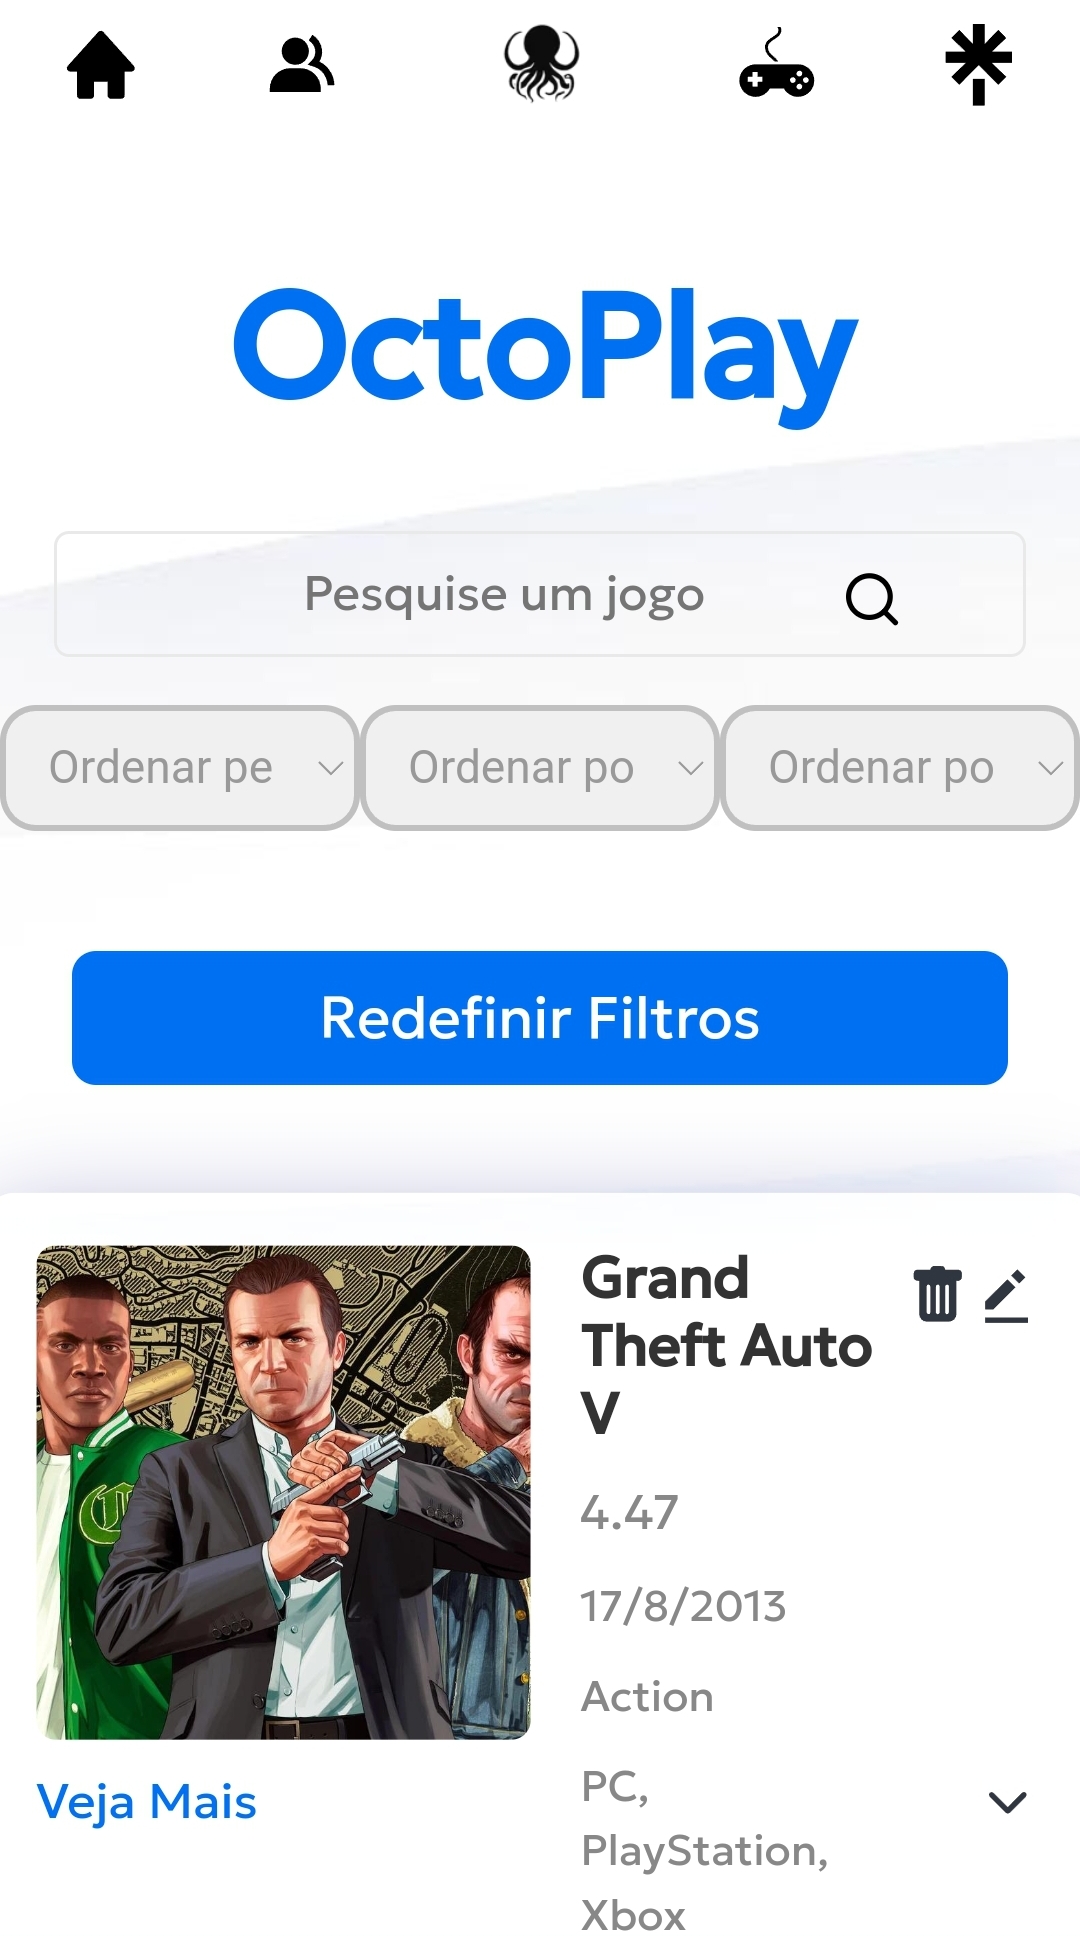 OctoPlay
Pesquise um jogo
Ordenar pe
Ordenar po
Ordenar po
Redefinir Filtros
Grand
Theft Auto
V
4.47
17/8/2013
Action
PC,
PlayStation,
Xbox
Veja Mais